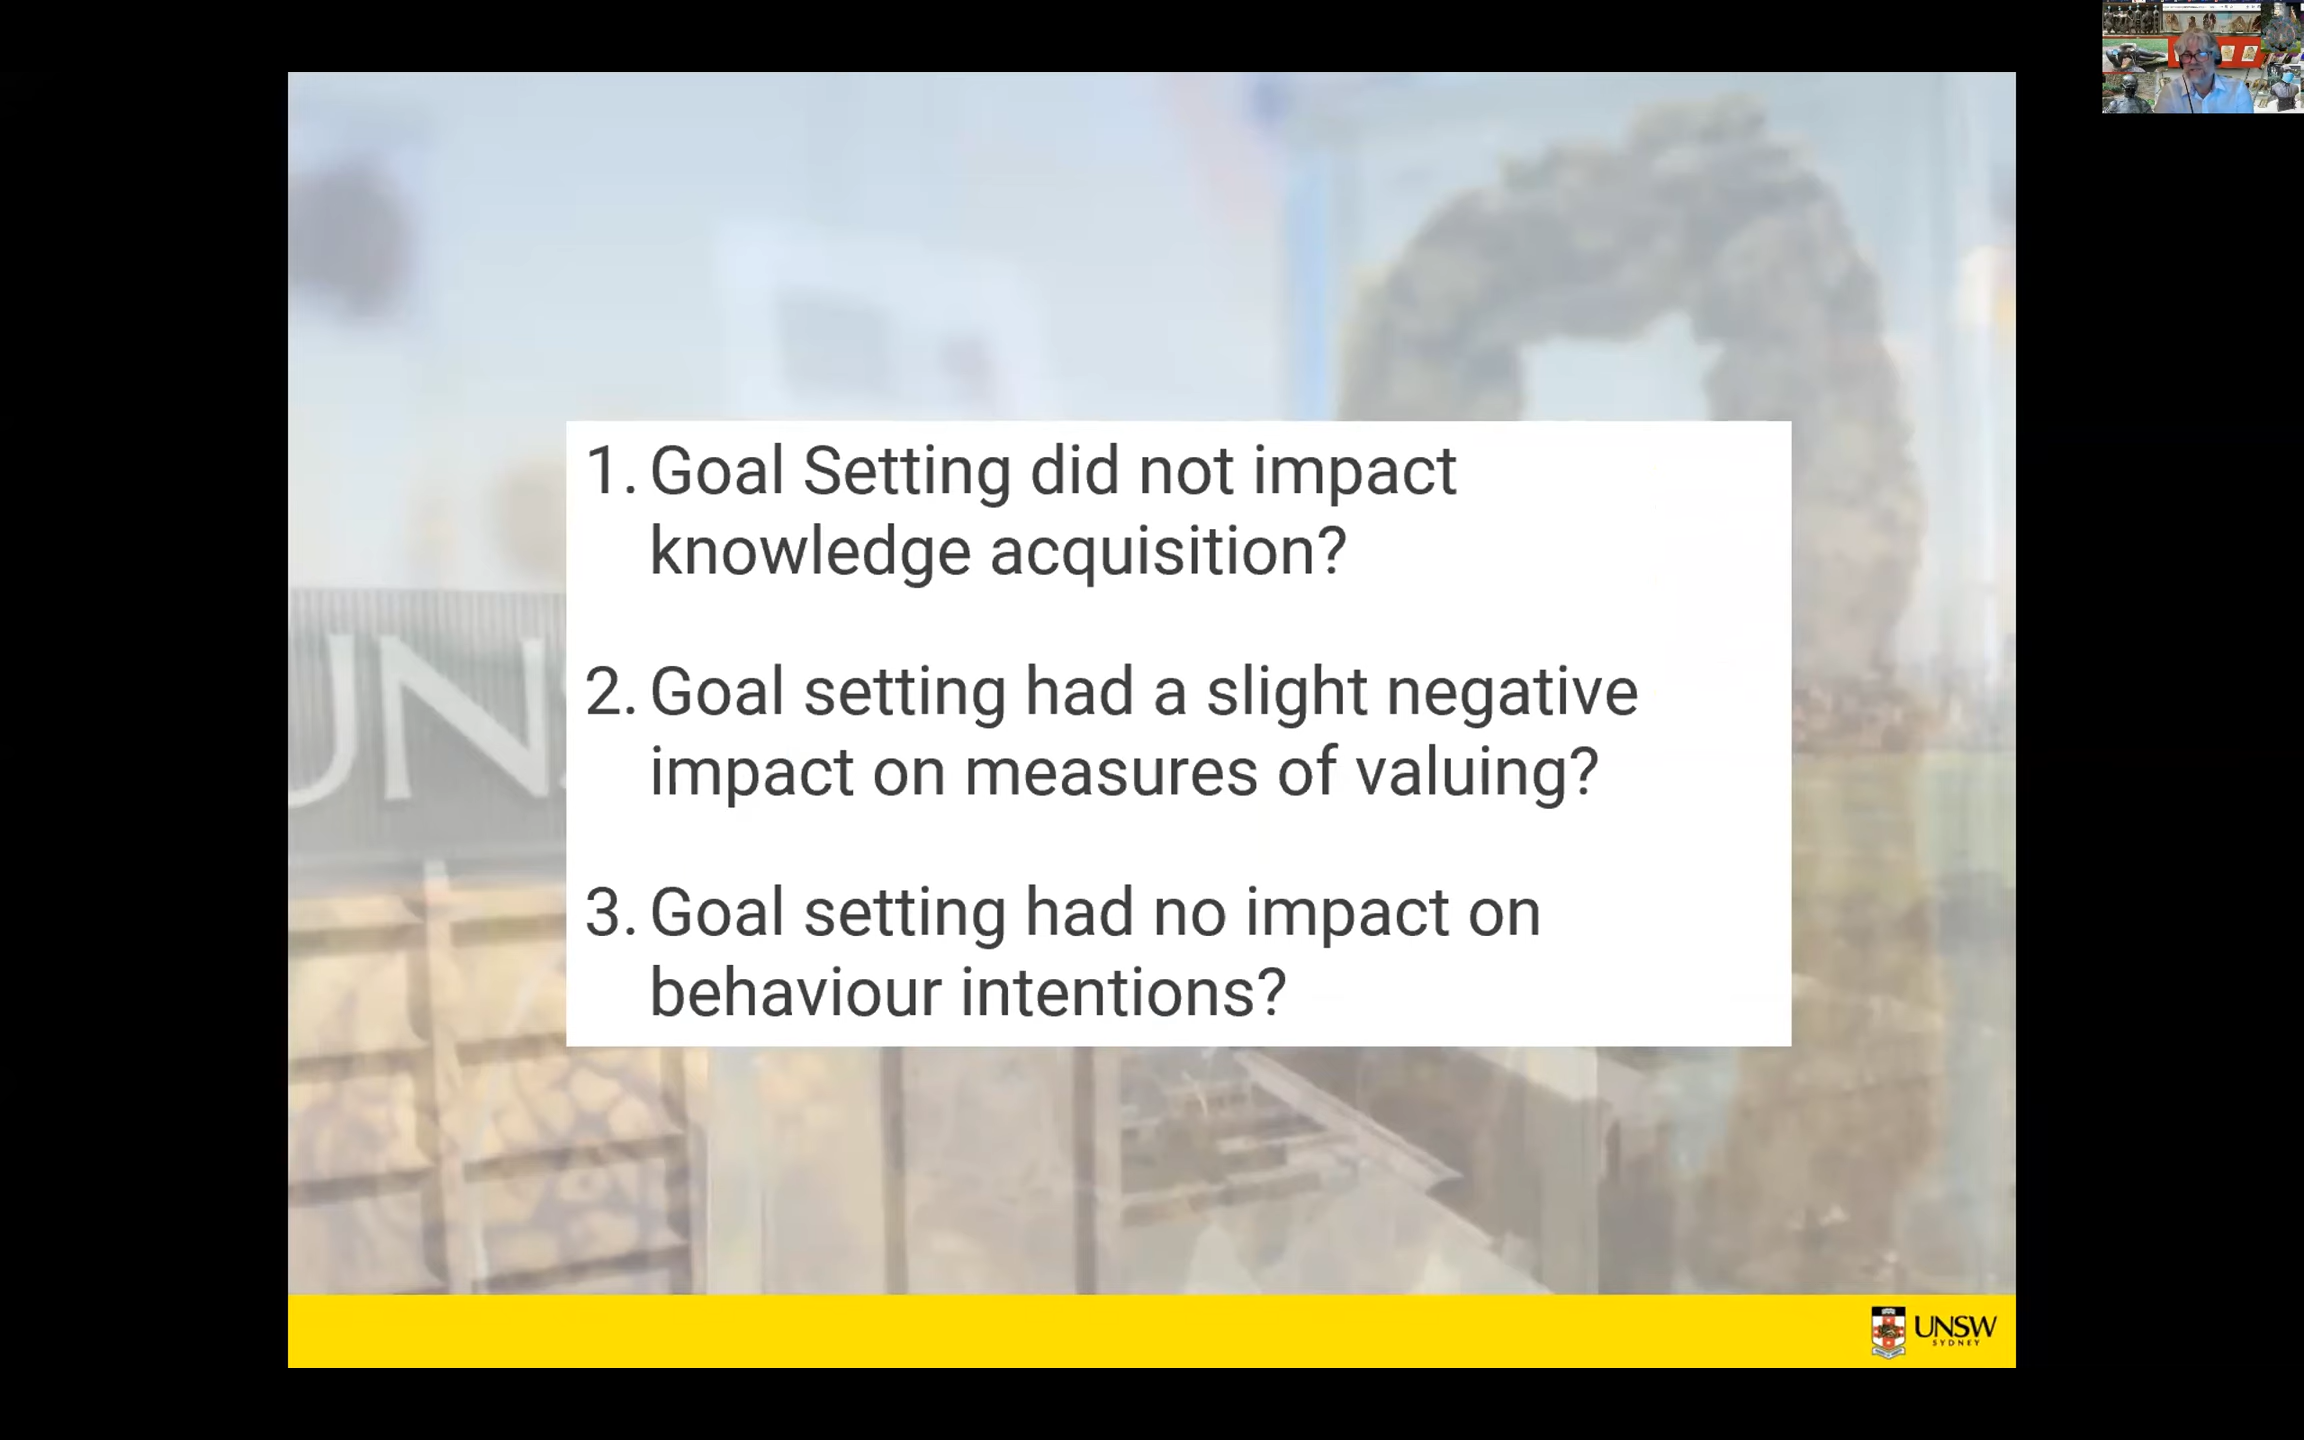 1. Goal Setting did not impact
knowledge acquisition?
2. Goal setting had a slight negative
impact on measures of valuing?
3. Goal setting had no impact on
behaviour intentions?
UNSW
SYDNEY